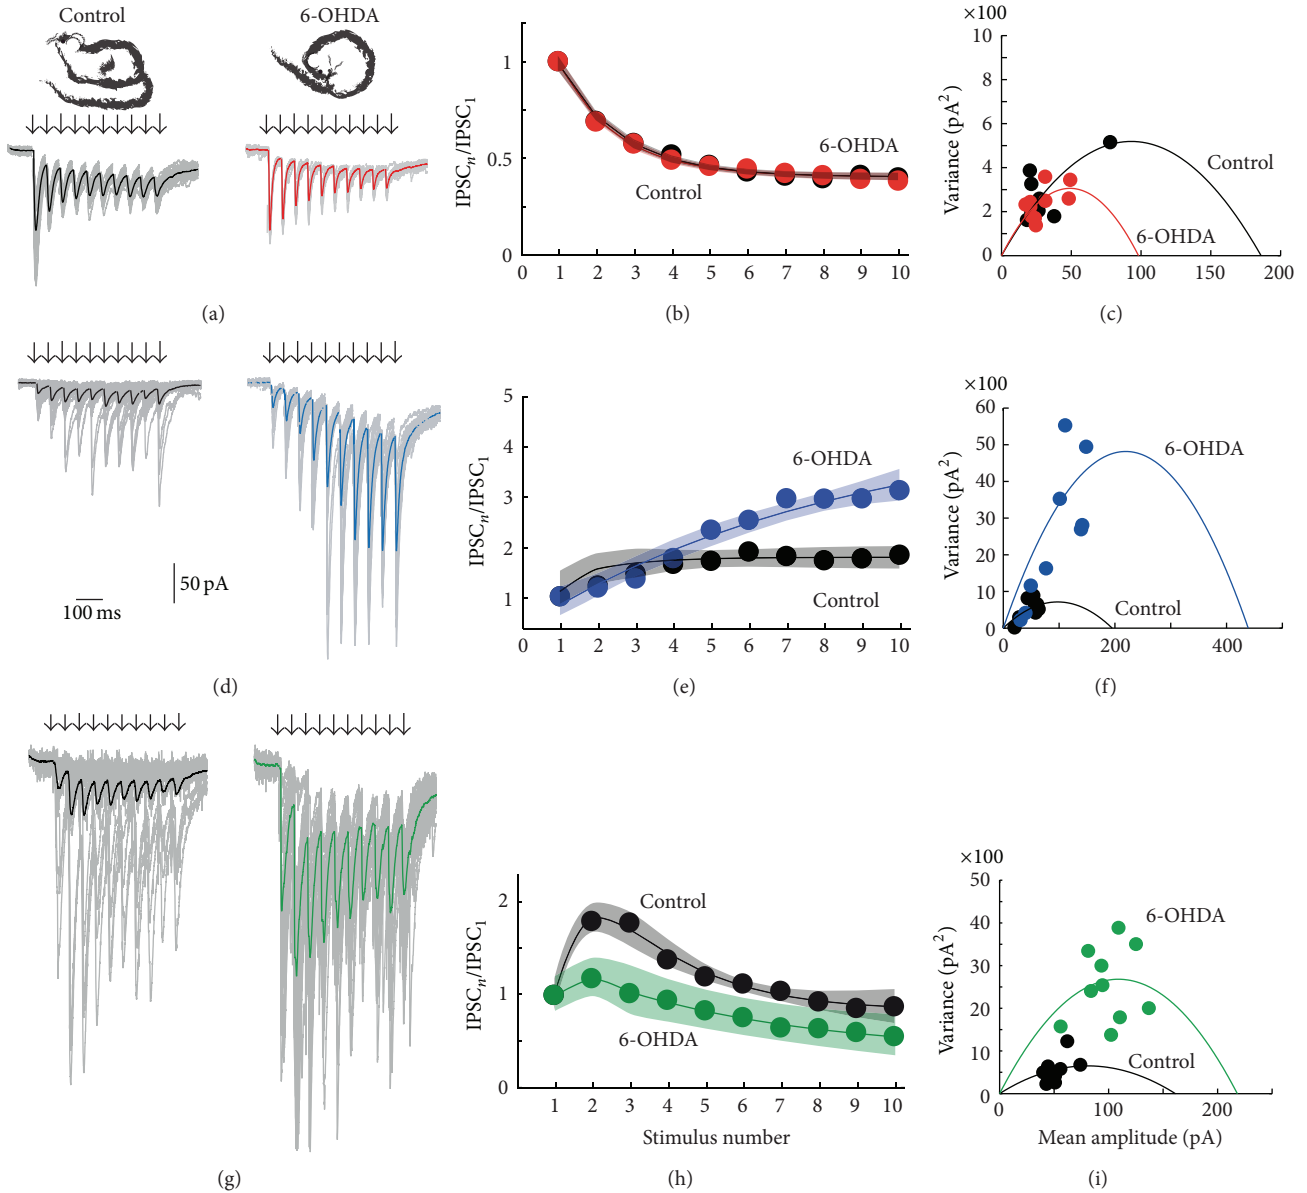 Control
6-OHDA
(a)
IPSCn/IPSC1
1
0.5
0
0 1 2 3 4 5 6 7 8 9 10
6-OHDA
Control
(b)
×100
Variance (pA2)
10
8
6
4
2
0
0 50 100 150 200
Control
6-OHDA
(c)
50 pA
100 ms
(d)
IPSCn/IPSC1
5
4
3
2
1
0 1 2 3 4 5 6 7 8 9 10
6-OHDA
Control
(e)
×100
Variance (pA2)
60
50
40
30
20
10
0
0 100 200 400
6-OHDA
Control
(f)
(g)
IPSCn/IPSC1
2
1
0
1 2 3 4 5 6 7 8 9 10
Control
6-OHDA
Stimulus number
(h)
×100
Variance (pA2)
50
40
30
20
10
0
0 100 200
6-OHDA
Control
Mean amplitude (pA)
(i)